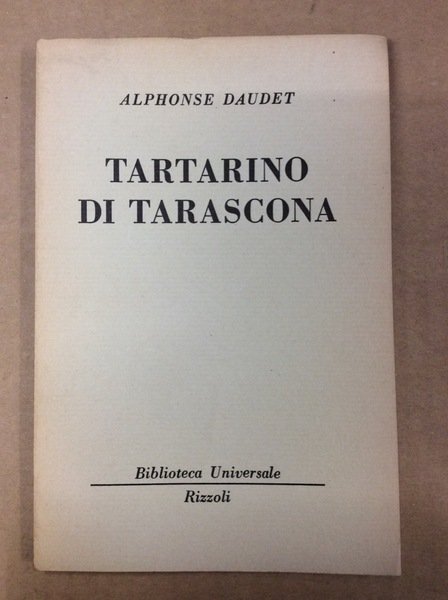 ALPHONSE DAUDET
TARTARINO
DI TARASCONA
Biblioteca Universale
Rizzoli